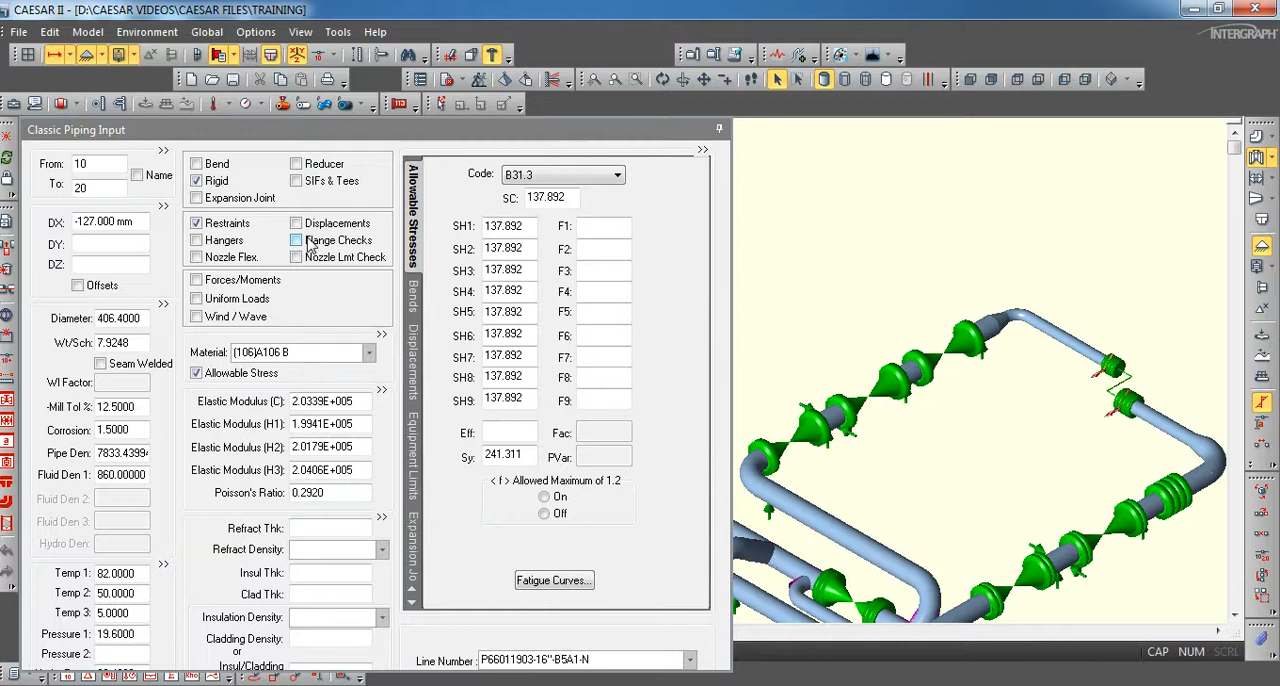 CAESAR II - [D:\CAESAR VIDEOS\CAESAR FILES\TRAINING]
File Edit Model Environment Global Options View Tools Help
INTERGRAPH
Classic Piping Input
From: 10
To: 20
Name
DX: -127.000 mm
DY:
DZ:
Offsets
Diameter: 406.4000
Wt/Sch: 7.9248
Seam Welded
Wl Factor:
-Mill Tol %: 12.5000
Corrosion: 1.5000
Pipe Den: 7833.4399
Fluid Den 1: 860.00000
Fluid Den 2:
Fluid Den 3:
Hydro Den:
Temp 1: 82.0000
Temp 2: 50.0000
Temp 3: 5.0000
Pressure 1: 19.6000
Pressure 2:
Bend Reducer
Rigid SIFs & Tees
Expansion Joint
Restraints Displacements
Hangers Flange Checks
Nozzle Flex. Nozzle Lmt Check
Forces/Moments
Uniform Loads
Wind / Wave
Material: (106)A106 B
Allowable Stress
Elastic Modulus (C): 2.0339E+005
Elastic Modulus (H1): 1.9941E+005
Elastic Modulus (H2): 2.0179E+005
Elastic Modulus (H3): 2.0406E+005
Poisson's Ratio: 0.2920
Refract Thk:
Refract Density:
Insul Thk:
Clad Thk:
Insulation Density:
Cladding Density:
or
Insul/Cladding
Allowable Stresses
Bends
Displacements
Equipment Limits
Expansion Jo
Code: B31.3
SC: 137.892
SH1: 137.892 F1:
SH2: 137.892 F2:
SH3: 137.892 F3:
SH4: 137.892 F4:
SH5: 137.892 F5:
SH6: 137.892 F6:
SH7: 137.892 F7:
SH8: 137.892 F8:
SH9: 137.892 F9:
Eff: Fac:
Sy: 241.311 PVar:
< f > Allowed Maximum of 1.2
On
Off
Fatigue Curves...
Line Number: P66011903-16"-B5A1-N
CAP NUM SCRL